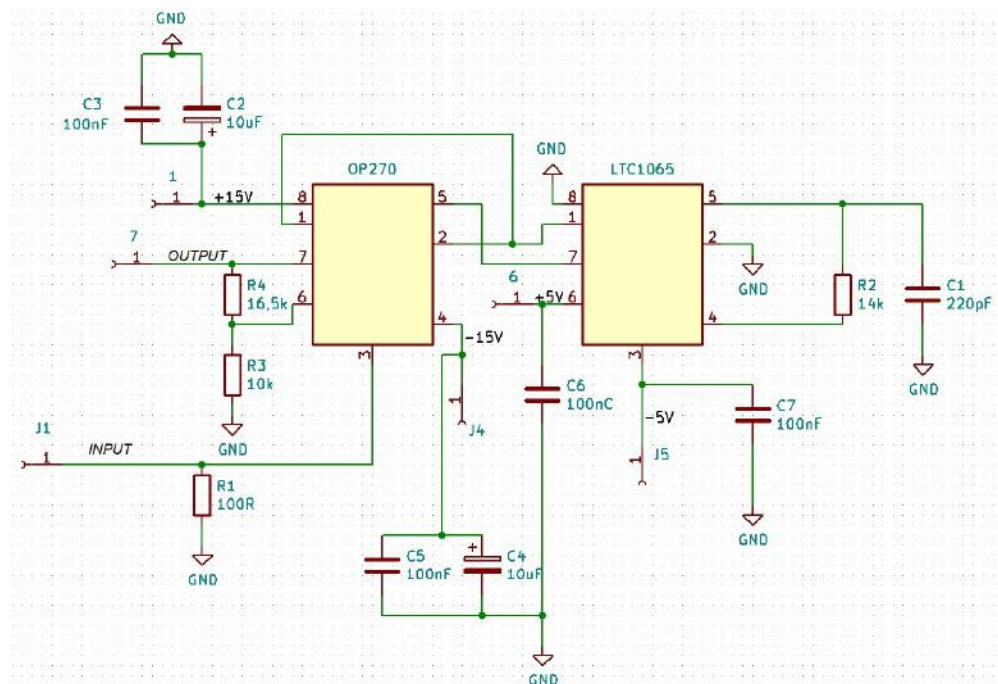 GND
C3
100nF
C2
10uF
1
1
+15V
OP270
8
1
7
6
3
5
2
4
GND
LTC1065
8
1
7
6
3
5
2
4
7
1
OUTPUT
R4
16,5k
R3
10k
GND
-15V
1
J4
6
1
+5V
GND
R2
14k
C1
220pF
GND
C6
100nC
C7
100nF
-5V
1
J5
GND
J1
1
INPUT
R1
100R
GND
C5
100nF
C4
10uF
+
+
GND